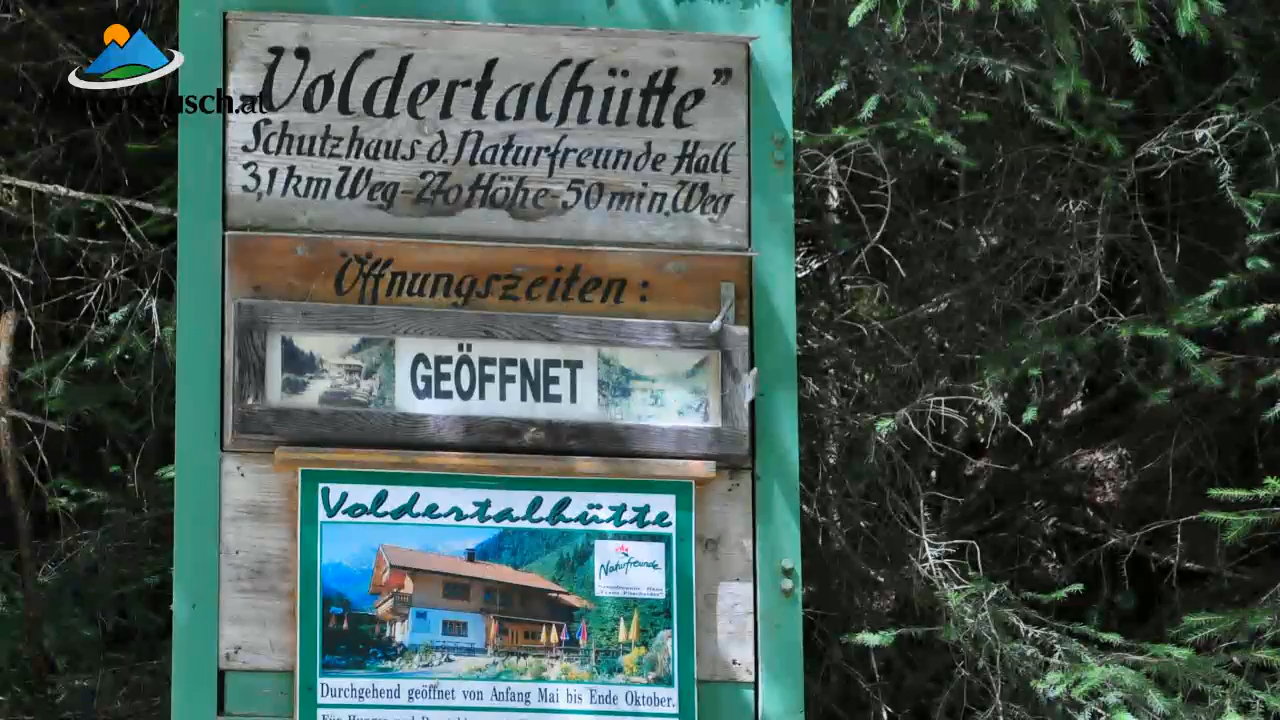 "Voldertalhütte"
Schutzhaus d. Naturfreunde Hall
3,1 km Weg - 270 Höhe - 50 min. Weg
Öffnungszeiten :
GEÖFFNET
Voldertalhütte
Naturfreunde
Durchgehend geöffnet von Anfang Mai bis Ende Oktober.